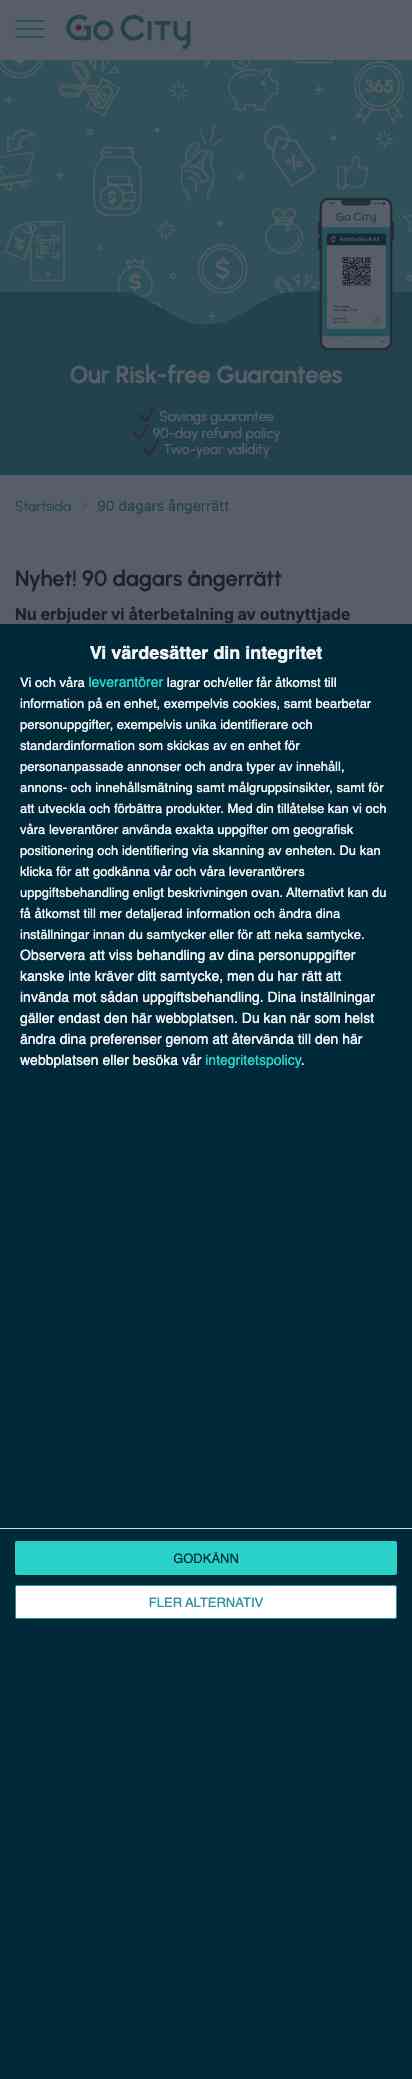 Go City
365
Go City
Our Risk-free Guarantees
Savings guarantee
90-day refund policy
Two-year validity
Startsida
90 dagars ångerrätt
Nyhet! 90 dagars ångerrätt
Nu erbjuder vi återbetalning av outnyttjade
Vi värdesätter din integritet
Vi och våra leverantörer lagrar och/eller får åtkomst till
information på en enhet, exempelvis cookies, samt bearbetar
personuppgifter, exempelvis unika identifierare och
standardinformation som skickas av en enhet för
personanpassade annonser och andra typer av innehåll,
annons- och innehållsmätning samt målgruppsinsikter, samt för
att utveckla och förbättra produkter. Med din tillåtelse kan vi och
våra leverantörer använda exakta uppgifter om geografisk
positionering och identifiering via skanning av enheten. Du kan
klicka för att godkänna vår och våra leverantörers
uppgiftsbehandling enligt beskrivningen ovan. Alternativt kan du
få åtkomst till mer detaljerad information och ändra dina
inställningar innan du samtycker eller för att neka samtycke.
Observera att viss behandling av dina personuppgifter
kanske inte kräver ditt samtycke, men du har rätt att
invända mot sådan uppgiftsbehandling. Dina inställningar
gäller endast den här webbplatsen. Du kan när som helst
ändra dina preferenser genom att återvända till den här
webbplatsen eller besöka vår integritetspolicy.
GODKÄNN
FLER ALTERNATIV